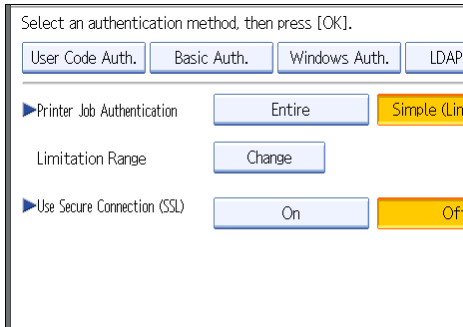 Select an authentication method, then press [OK].
User Code Auth. Basic Auth. Windows Auth. LDAP
▶Printer Job Authentication Entire Simple (Lin
Limitation Range Change
▶Use Secure Connection (SSL) On Off